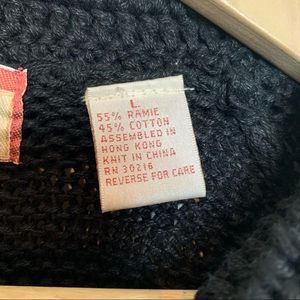 L
55% RAMIE
45% COTTON
ASSEMBLED IN
HONG KONG
KNIT IN CHINA
RN 30216
REVERSE FOR CARE